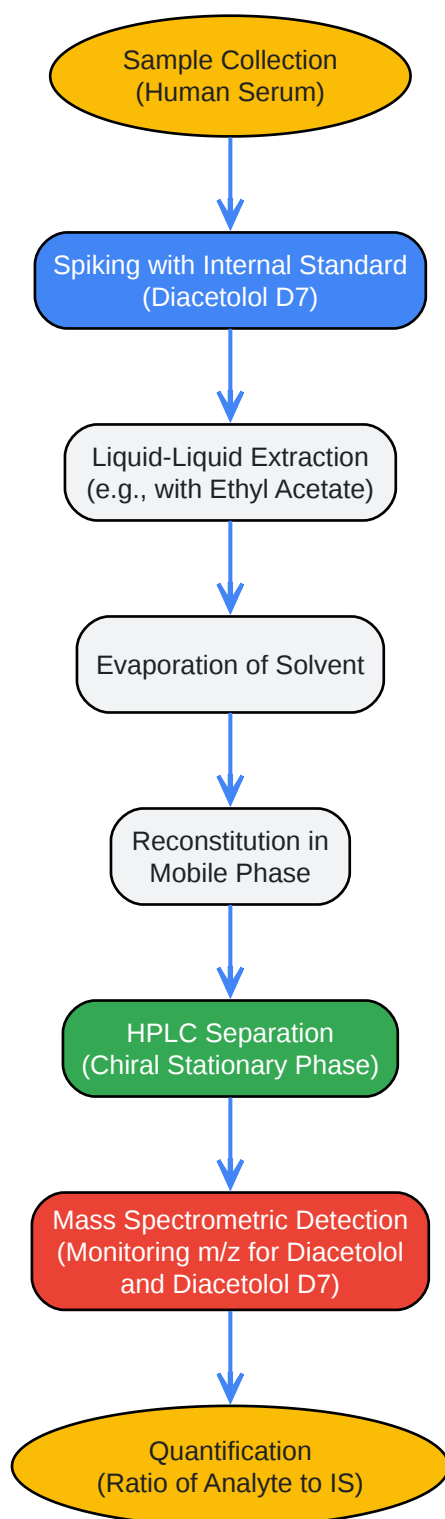 Sample Collection
(Human Serum)
Spiking with Internal Standard
(Diacetolol D7)
Liquid-Liquid Extraction
(e.g., with Ethyl Acetate)
Evaporation of Solvent
Reconstitution in
Mobile Phase
HPLC Separation
(Chiral Stationary Phase)
Mass Spectrometric Detection
(Monitoring m/z for Diacetolol
and Diacetolol D7)
Quantification
(Ratio of Analyte to IS)